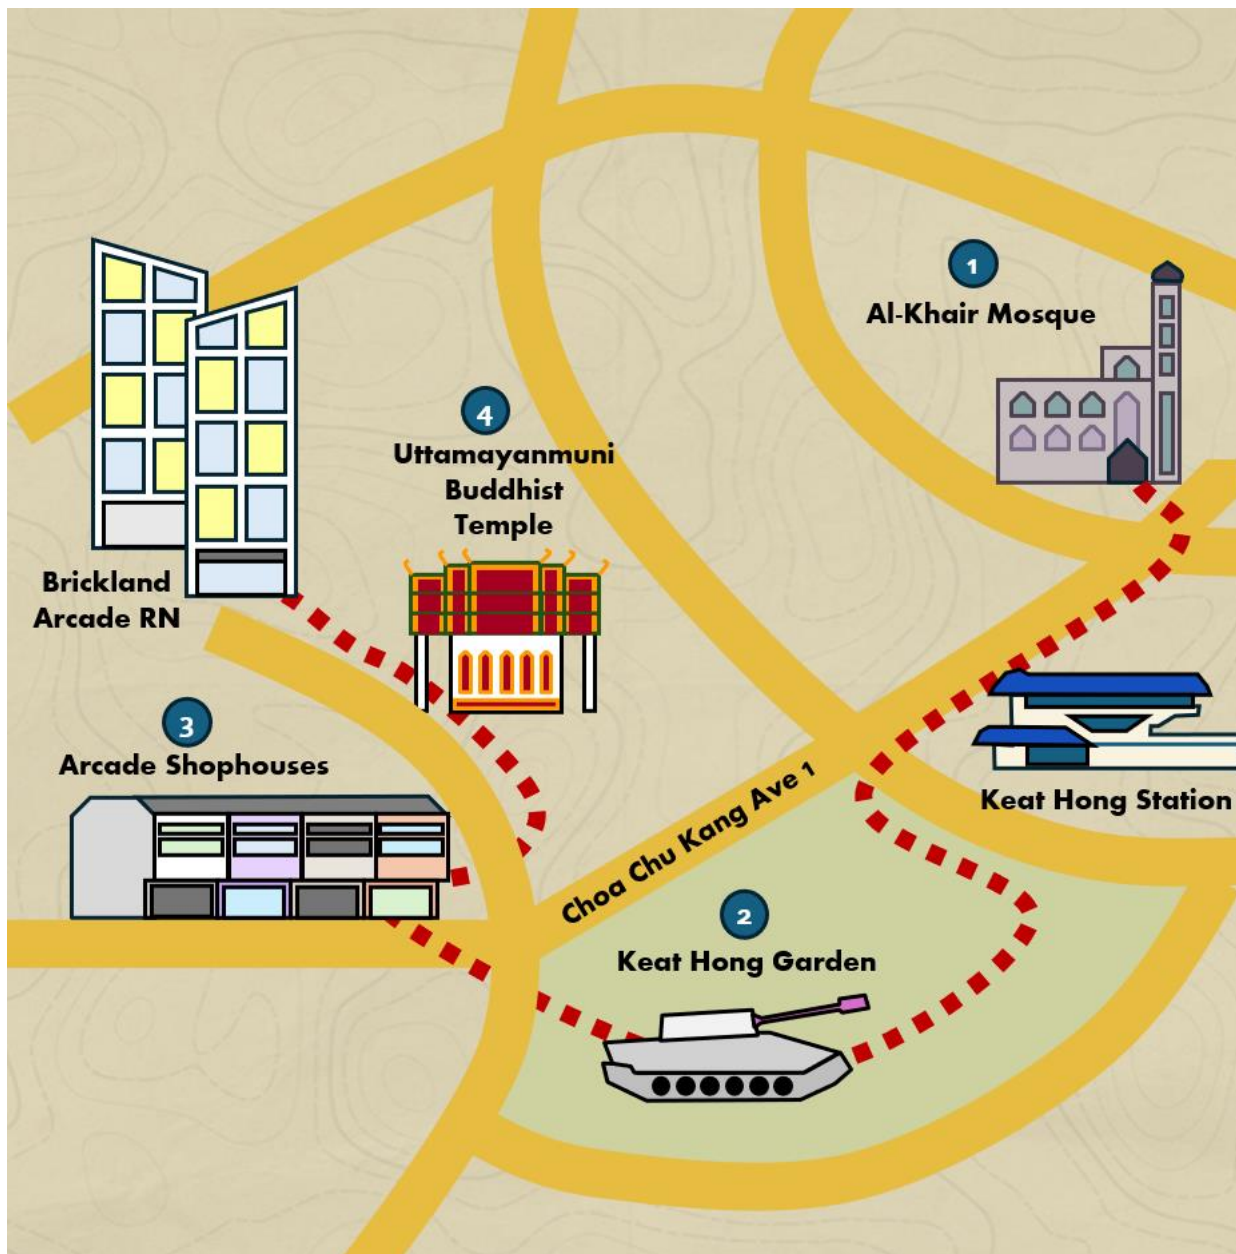 1
Al-Khair Mosque
4
Uttamayanmuni
Buddhist
Temple
Brickland
Arcade RN
3
Arcade Shophouses
Choa Chu Kang Ave 1
Keat Hong Station
2
Keat Hong Garden